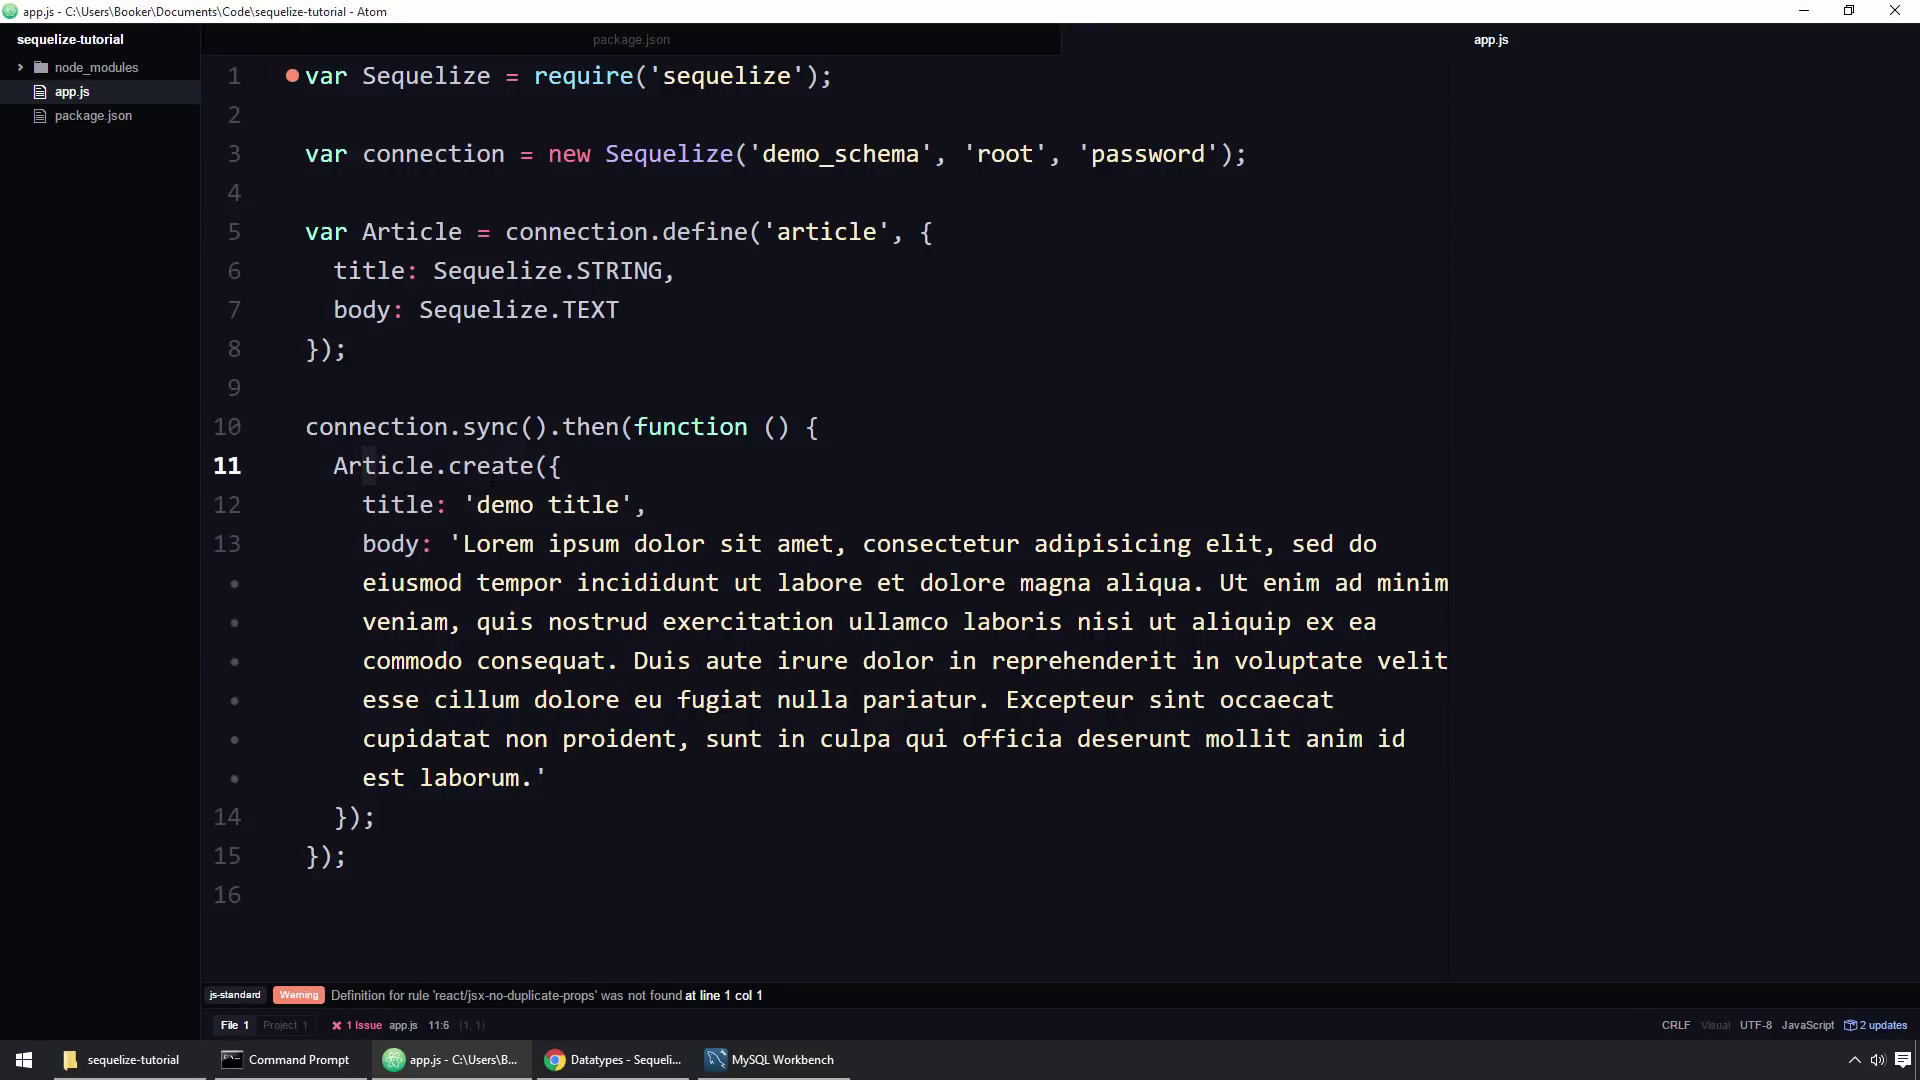 app.js - C:\Users\Booker\Documents\Code\sequelize-tutorial - Atom
sequelize-tutorial
node_modules
app.js
package.json
package.json
app.js
1 var Sequelize = require('sequelize');
2
3 var connection = new Sequelize('demo_schema', 'root', 'password');
4
5 var Article = connection.define('article', {
6 title: Sequelize.STRING,
7 body: Sequelize.TEXT
8 });
9
10 connection.sync().then(function () {
11 Article.create({
12 title: 'demo title',
13 body: 'Lorem ipsum dolor sit amet, consectetur adipisicing elit, sed do
eiusmod tempor incididunt ut labore et dolore magna aliqua. Ut enim ad minim
veniam, quis nostrud exercitation ullamco laboris nisi ut aliquip ex ea
commodo consequat. Duis aute irure dolor in reprehenderit in voluptate velit
esse cillum dolore eu fugiat nulla pariatur. Excepteur sint occaecat
cupidatat non proident, sunt in culpa qui officia deserunt mollit anim id
est laborum.'
14 });
15 });
16
js-standard Warning Definition for rule 'react/jsx-no-duplicate-props' was not found at line 1 col 1
File 1 Project 1 1 Issue app.js 11:6 (1, 1) CRLF Visual UTF-8 JavaScript 2 updates
sequelize-tutorial Command Prompt app.js - C:\Users\B... Datatypes - Sequeli... MySQL Workbench